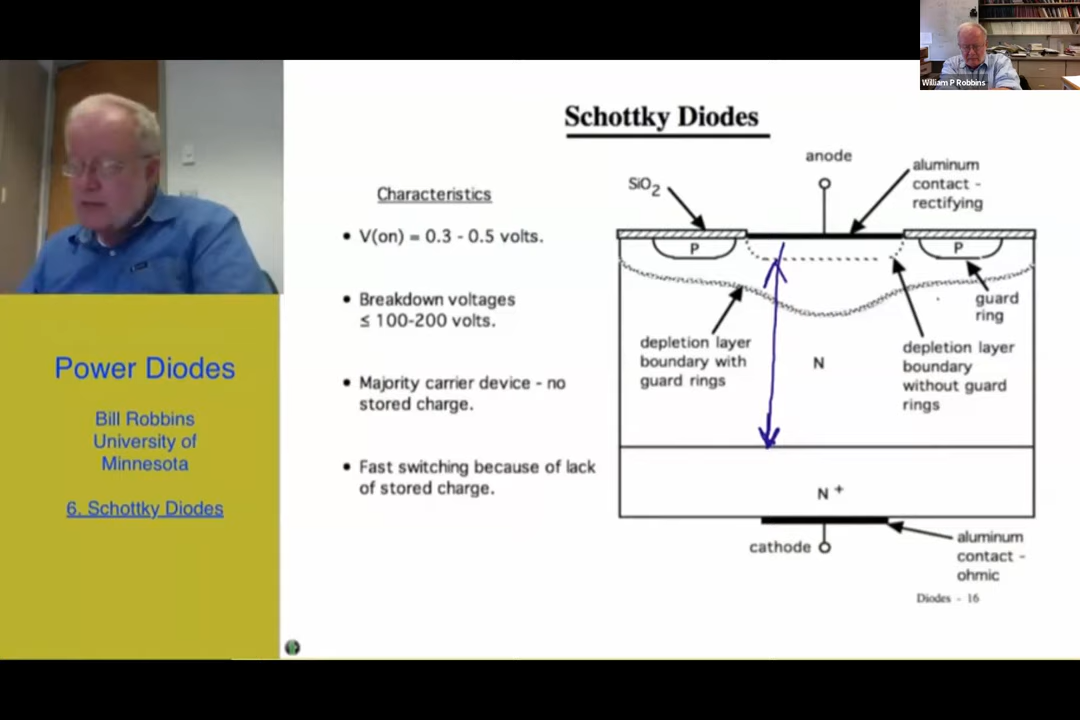 William P Robbins
Schottky Diodes
Characteristics
• V(on) = 0.3 - 0.5 volts.
• Breakdown voltages
≤ 100-200 volts.
• Majority carrier device - no
stored charge.
• Fast switching because of lack
of stored charge.
anode
SiO2
aluminum
contact -
rectifying
P
P
guard
ring
depletion layer
boundary with
guard rings
N
depletion layer
boundary
without guard
rings
N+
cathode
aluminum
contact -
ohmic
Diodes - 16
Power Diodes
Bill Robbins
University of
Minnesota
6. Schottky Diodes